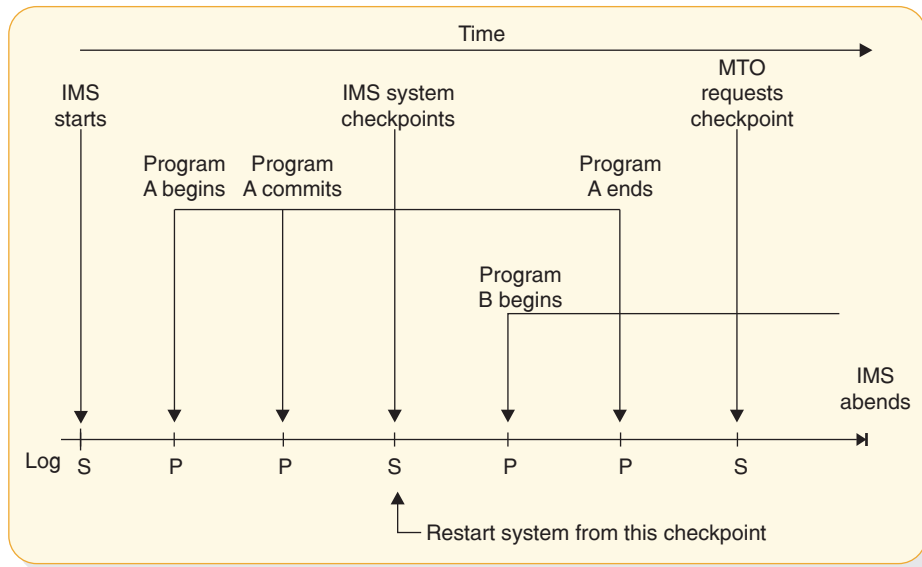 Time
IMS
starts
IMS system
checkpoints
MTO
requests
checkpoint
Program
A begins
Program
A commits
Program
A ends
Program
B begins
IMS
abends
Log
S
P
P
S
P
P
S
Restart system from this checkpoint